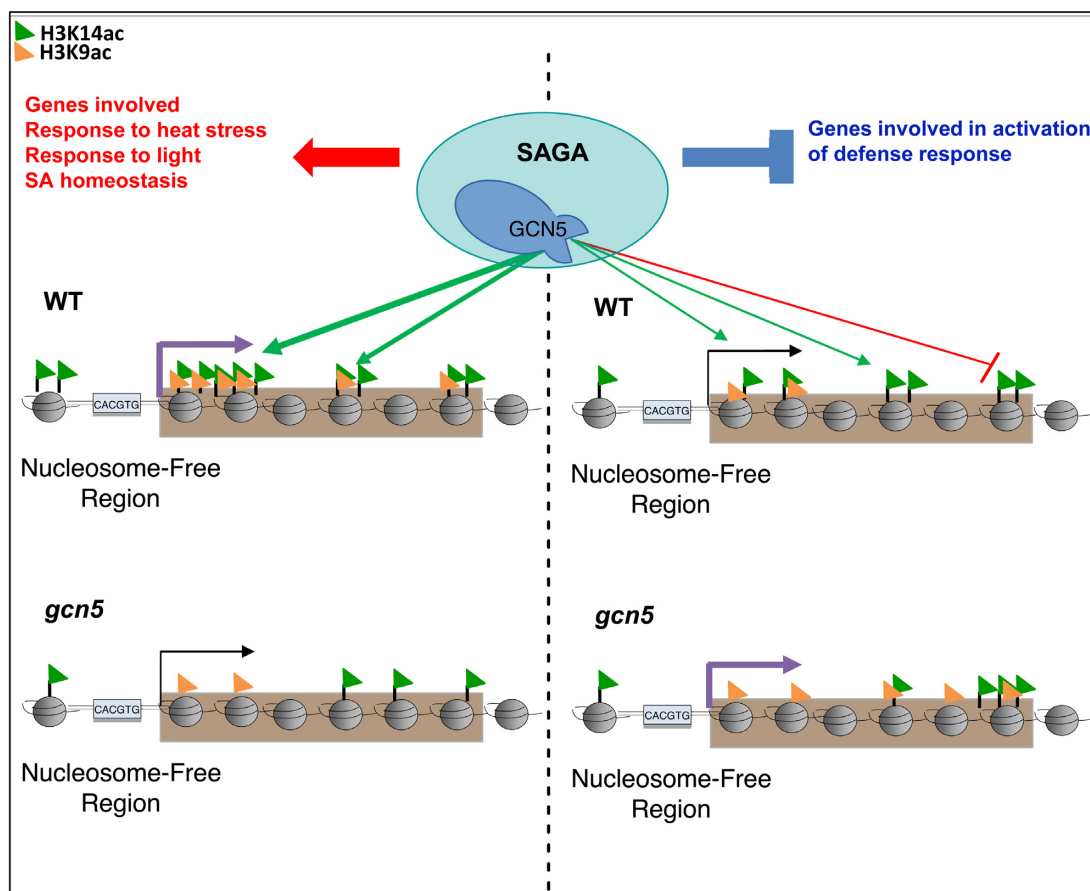 H3K14ac
H3K9ac
Genes involved
Response to heat stress
Response to light
SA homeostasis
SAGA
GCN5
Genes involved in activation
of defense response
WT
CACGTG
Nucleosome-Free
Region
WT
CACGTG
Nucleosome-Free
Region
gcn5
CACGTG
Nucleosome-Free
Region
gcn5
CACGTG
Nucleosome-Free
Region